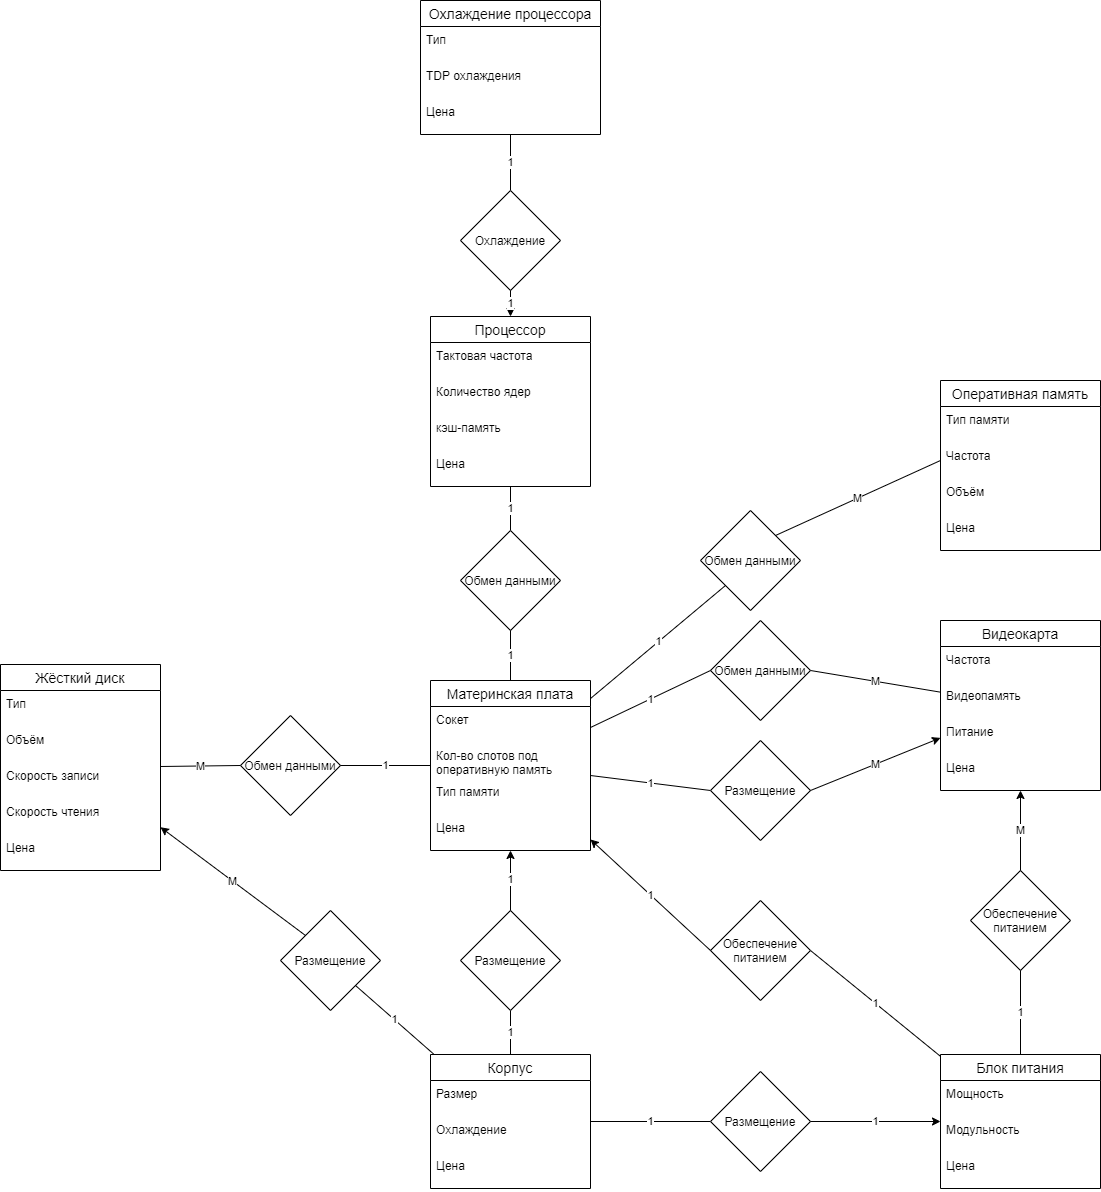 Охлаждение процессора
Тип
TDP охлаждения
Цена
1
Охлаждение
1
Процессор
Тактовая частота
Количество ядер
кэш-память
Цена
1
Обмен данными
1
Оперативная память
Тип памяти
Частота
Объём
Цена
М
Обмен данными
1
Видеокарта
Частота
Видеопамять
Питание
Цена
М
Обмен данными
1
М
Размещение
1
Жёсткий диск
Тип
Объём
Скорость записи
Скорость чтения
Цена
М
Обмен данными
1
Материнская плата
Сокет
Кол-во слотов под
оперативную память
Тип памяти
Цена
М
Размещение
1
1
Размещение
1
1
Обеспечение
питанием
1
М
Обеспечение
питанием
1
Корпус
Размер
Охлаждение
Цена
1
Размещение
1
Блок питания
Мощность
Модульность
Цена